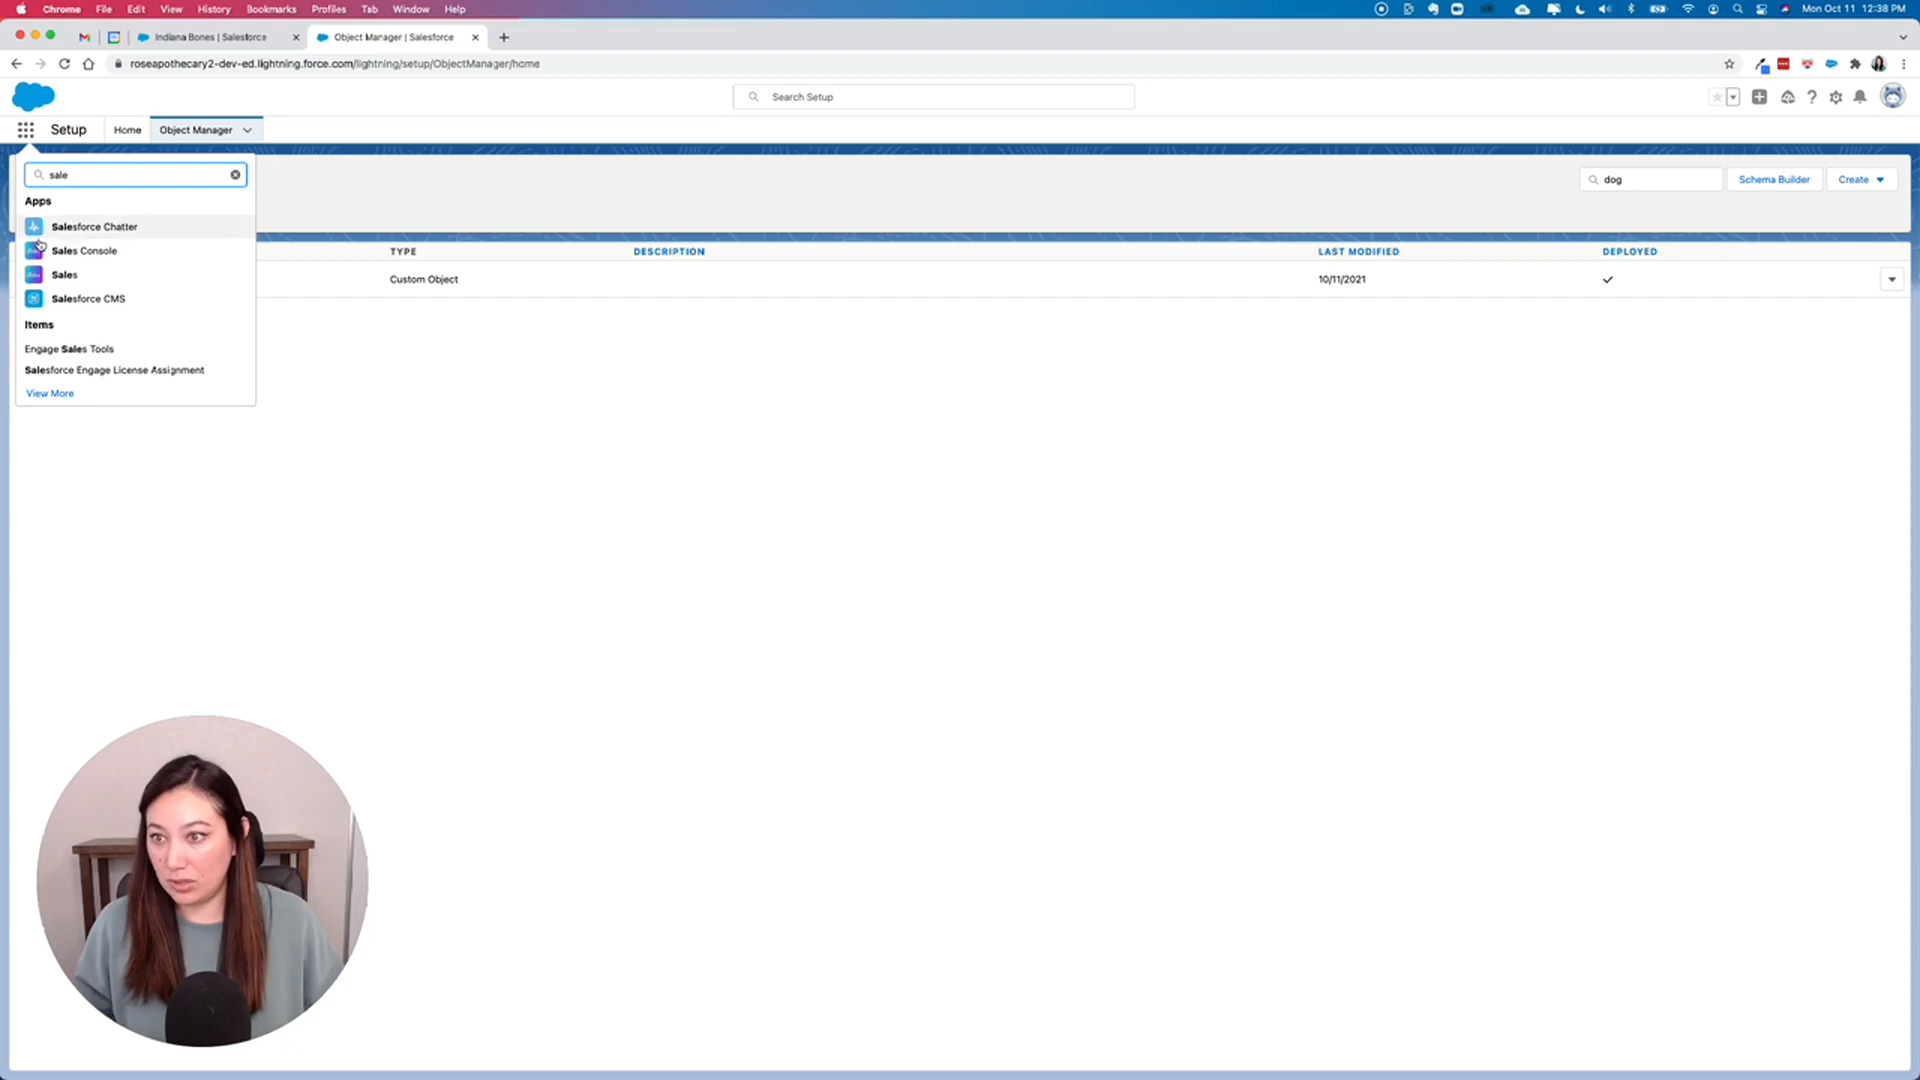 Chrome File Edit View History Bookmarks Profiles Tab Window Help Mon Oct 11 12:38 PM
Indiana Bones | Salesforce Object Manager | Salesforce
roseapothecary2-dev-ed.lightning.force.com/lightning/setup/ObjectManager/home
Search Setup
Setup Home Object Manager
sale
dog
Schema Builder
Create
Apps
Salesforce Chatter
Sales Console
Sales
Salesforce CMS
Items
Engage Sales Tools
Salesforce Engage License Assignment
View More
TYPE DESCRIPTION LAST MODIFIED DEPLOYED
Custom Object 10/11/2021